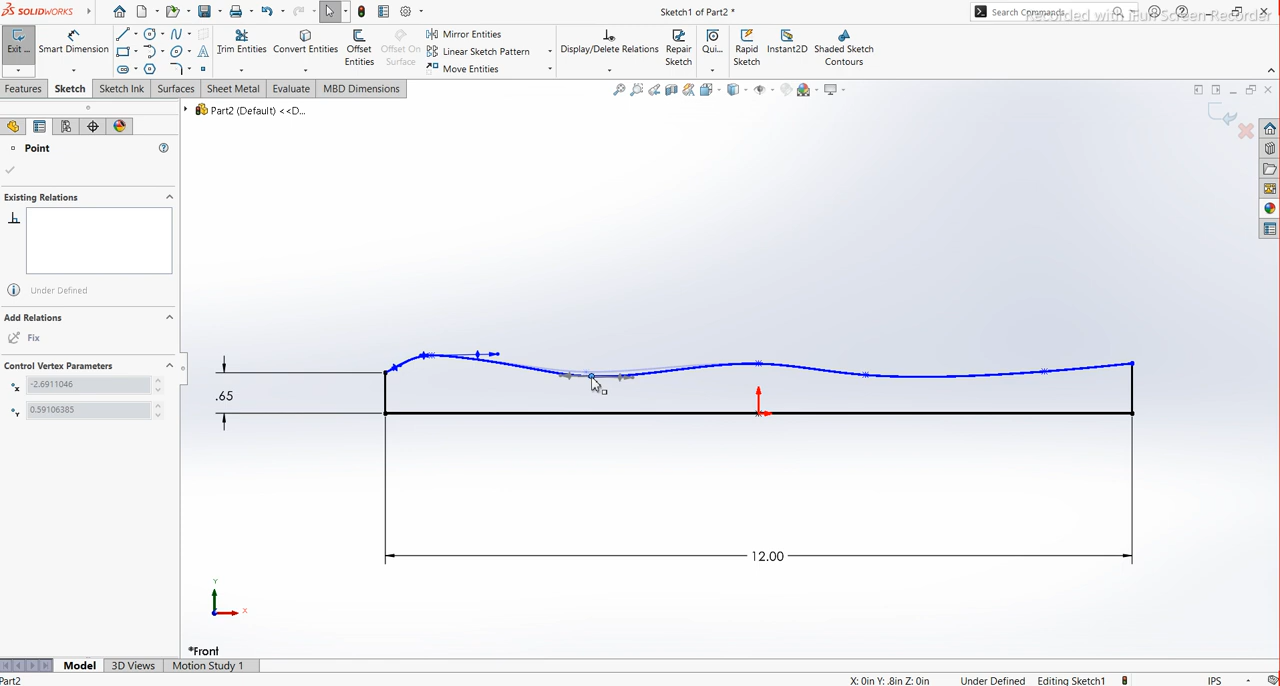 SOLIDWORKS
Sketch1 of Part2 *
Search Commands
Recorded with iFun Screen Recorder
Exit ...
Smart Dimension
Trim Entities
Convert Entities
Offset Entities
Offset On Surface
Mirror Entities
Linear Sketch Pattern
Move Entities
Display/Delete Relations
Repair Sketch
Qui...
Rapid Sketch
Instant2D
Shaded Sketch Contours
Features
Sketch
Sketch Ink
Surfaces
Sheet Metal
Evaluate
MBD Dimensions
Part2 (Default) <<D...
Point
Existing Relations
Under Defined
Add Relations
Fix
Control Vertex Parameters
-2.6911046
0.59106385
.65
12.00
Y
X
*Front
Model
3D Views
Motion Study 1
Part2
X: 0in Y: .8in Z: 0in
Under Defined
Editing Sketch1
IPS